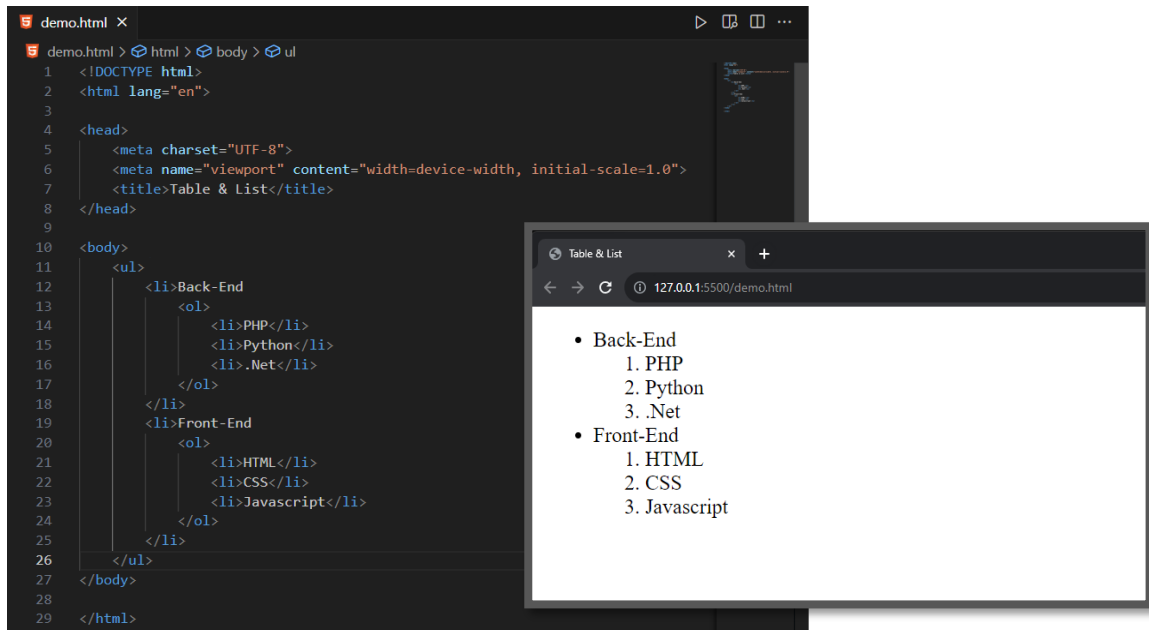 demo.html
demo.html > html > body > ul
1 <!DOCTYPE html>
2 <html lang="en">
3
4 <head>
5     <meta charset="UTF-8">
6     <meta name="viewport" content="width=device-width, initial-scale=1.0">
7     <title>Table & List</title>
8 </head>
9
10 <body>
11     <ul>
12         <li>Back-End
13             <ol>
14                 <li>PHP</li>
15                 <li>Python</li>
16                 <li>.Net</li>
17             </ol>
18         </li>
19         <li>Front-End
20             <ol>
21                 <li>HTML</li>
22                 <li>CSS</li>
23                 <li>Javascript</li>
24             </ol>
25         </li>
26     </ul>
27 </body>
28
29 </html>
Table & List
127.0.0.1:5500/demo.html
• Back-End
1. PHP
2. Python
3. .Net
• Front-End
1. HTML
2. CSS
3. Javascript